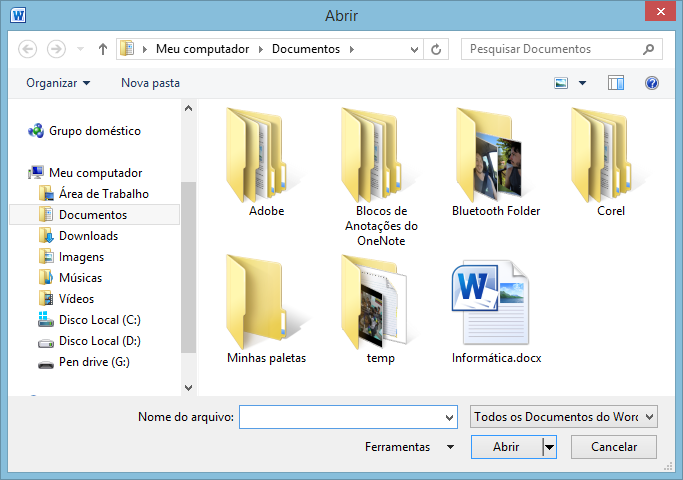 Abrir
Meu computador Documentos
Pesquisar Documentos
Organizar
Nova pasta
Grupo doméstico
Meu computador
Área de Trabalho
Documentos
Downloads
Imagens
Músicas
Vídeos
Disco Local (C:)
Disco Local (D:)
Pen drive (G:)
Adobe
Blocos de
Anotações do
OneNote
Bluetooth Folder
Corel
Minhas paletas
temp
Informática.docx
Nome do arquivo:
Todos os Documentos do Word
Ferramentas
Abrir
Cancelar